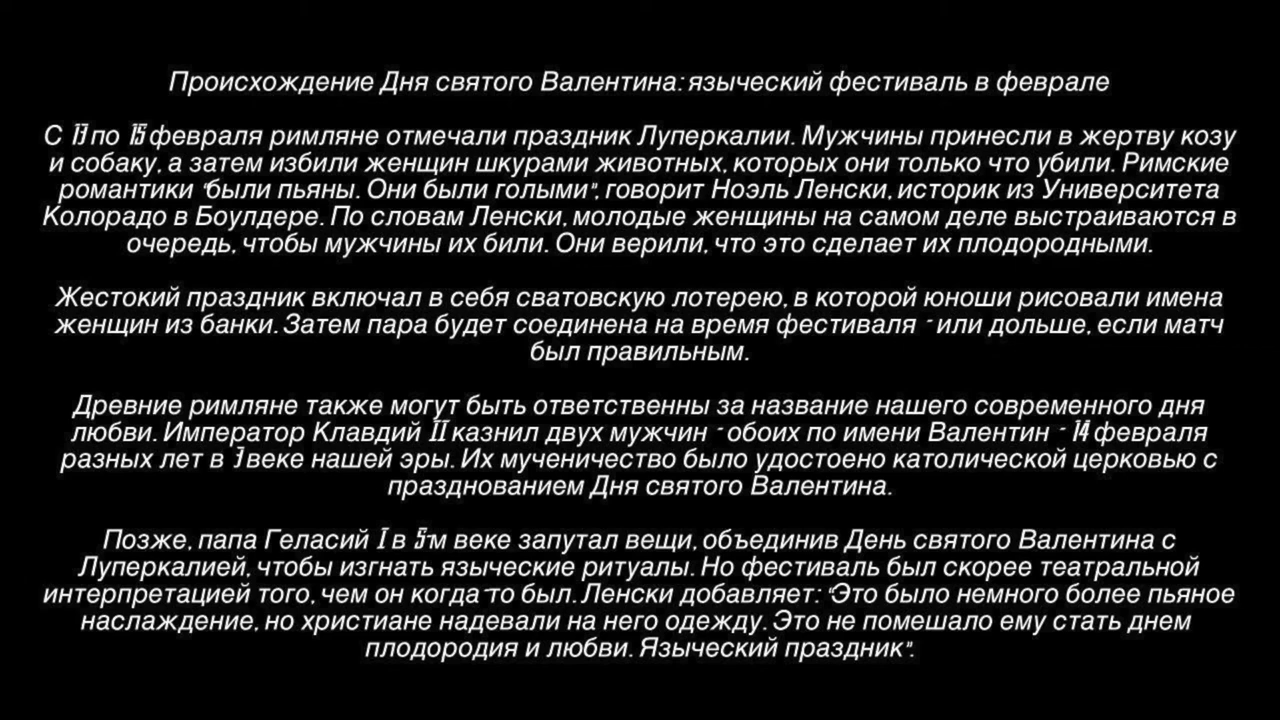 Происхождение Дня святого Валентина: языческий фестиваль в феврале
С 13 по 15 февраля римляне отмечали праздник Луперкалии. Мужчины принесли в жертву козу
и собаку, а затем избили женщин шкурами животных, которых они только что убили. Римские
романтики "были пьяны. Они были голыми", говорит Ноэль Ленски, историк из Университета
Колорадо в Боулдере. По словам Ленски, молодые женщины на самом деле выстраиваются в
очередь, чтобы мужчины их били. Они верили, что это сделает их плодородными.
Жестокий праздник включал в себя сватовскую лотерею, в которой юноши рисовали имена
женщин из банки. Затем пара будет соединена на время фестиваля - или дольше, если матч
был правильным.
Древние римляне также могут быть ответственны за название нашего современного дня
любви. Император Клавдий II казнил двух мужчин - обоих по имени Валентин - 14 февраля
разных лет в 3 веке нашей эры. Их мученичество было удостоено католической церковью с
празднованием Дня святого Валентина.
Позже, папа Геласий I в 5-м веке запутал вещи, объединив День святого Валентина с
Луперкалией, чтобы изгнать языческие ритуалы. Но фестиваль был скорее театральной
интерпретацией того, чем он когда-то был. Ленски добавляет: "Это было немного более пьяное
наслаждение, но христиане надевали на него одежду. Это не помешало ему стать днем
плодородия и любви. Языческий праздник".